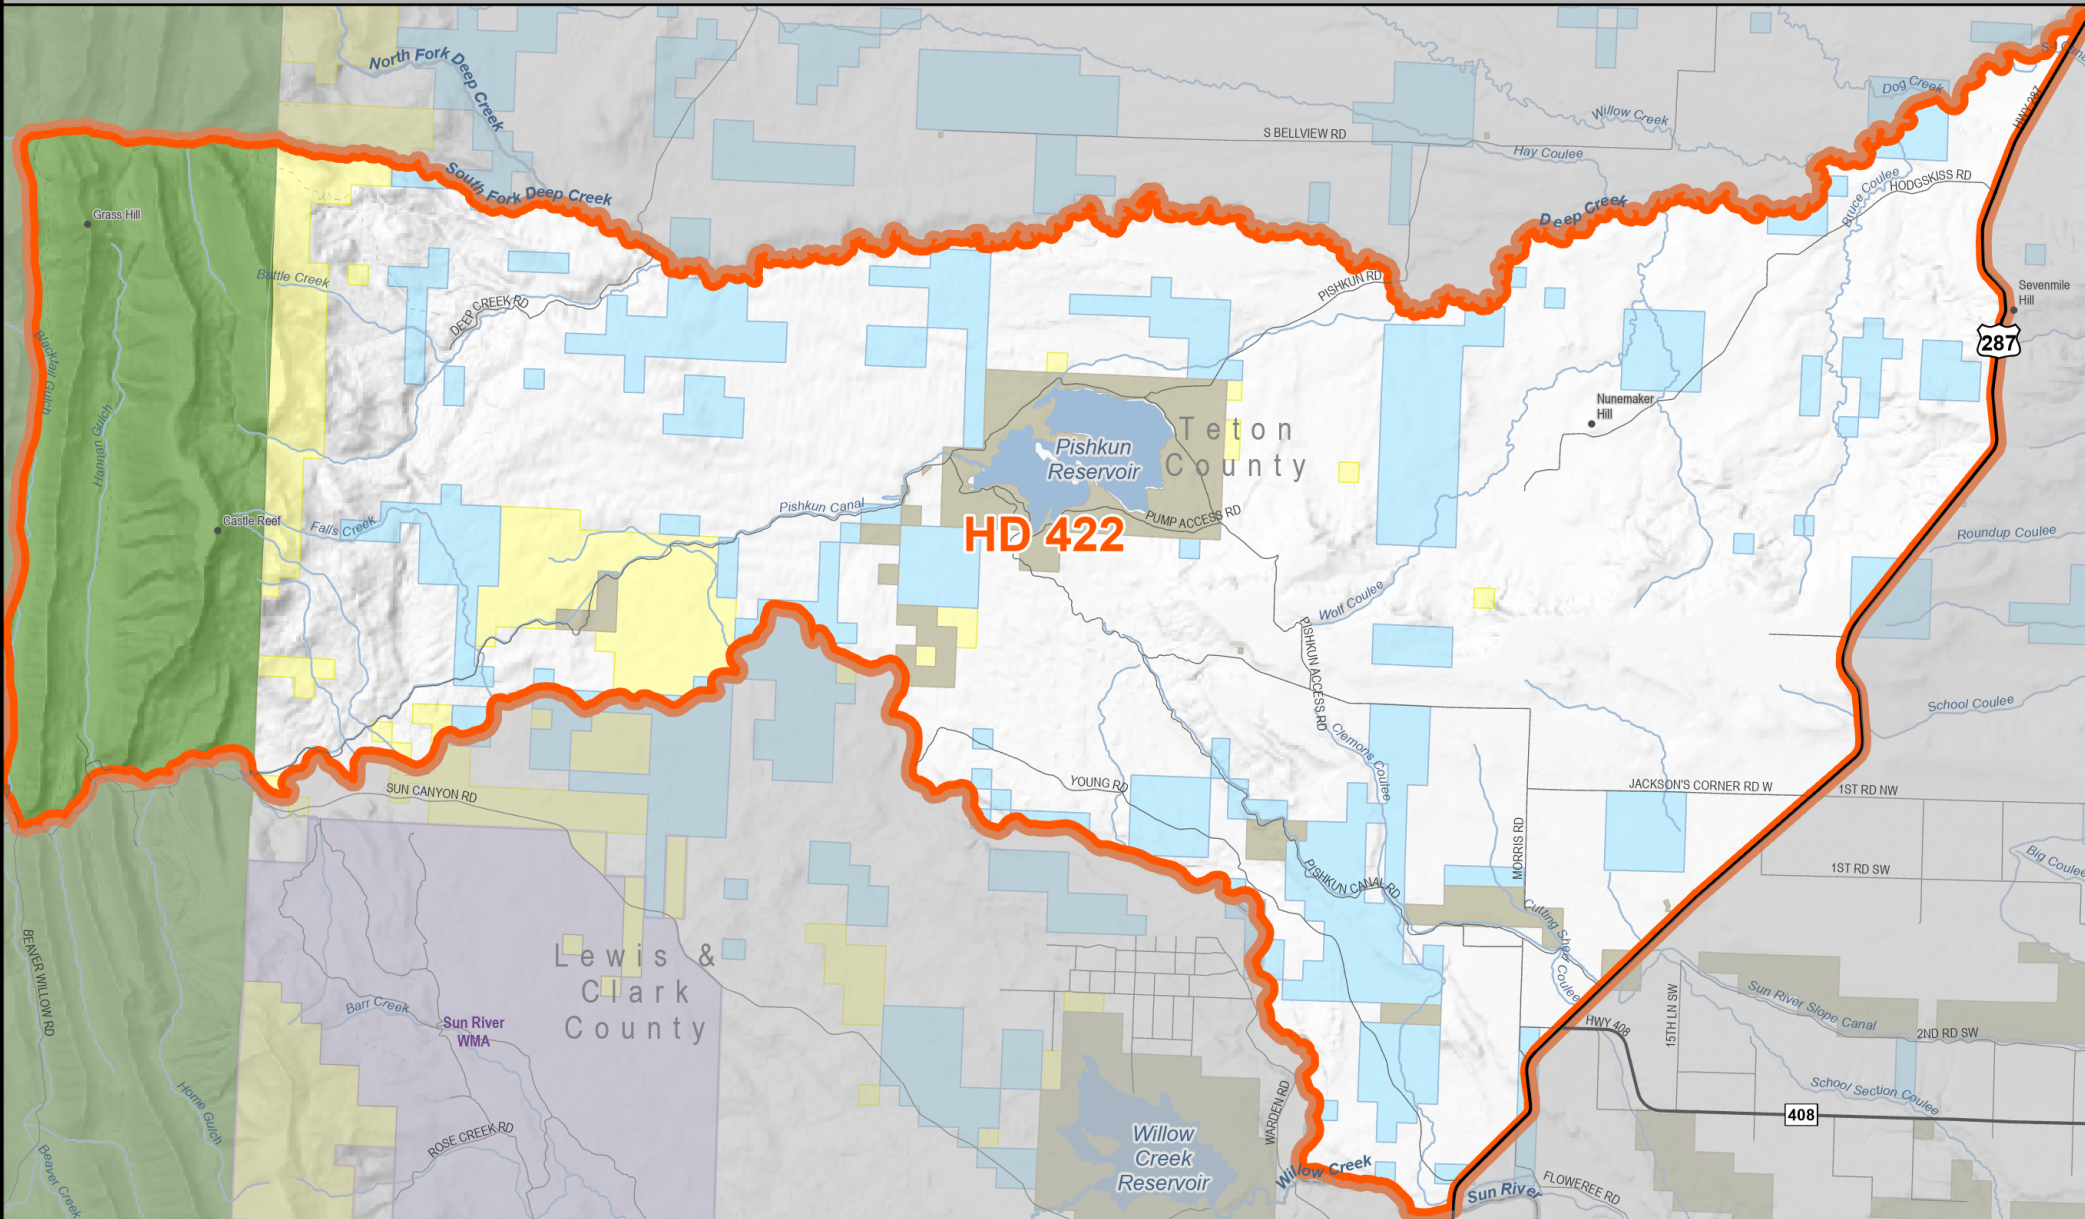 North Fork Deep Creek
South Fork Deep Creek
S BELLVIEW RD
Willow Creek
Hay Coulee
Dog Creek
HWY 287
HODGSKISS RD
Bruce Coulee
Deep Creek
Grass Hill
Battle Creek
DEEP CREEK RD
PISHKUN RD
Sevenmile
Hill
287
Blacktail Gulch
Hannan Gulch
Nunemaker
Hill
Teton
County
Pishkun
Reservoir
Castle Reef
Falls Creek
Pishkun Canal
PUMP ACCESS RD
HD 422
Roundup Coulee
Wolf Coulee
PISHKUN ACCESS RD
School Coulee
Clemons Coulee
SUN CANYON RD
YOUNG RD
JACKSON'S CORNER RD W
1ST RD NW
MORRIS RD
1ST RD SW
Big Coulee
PISHKUN CANAL RD
Cutting Shed Coulee
BEAVER WILLOW RD
Lewis &
Clark
County
Barr Creek
Sun River
WMA
HWY 408
15TH LN SW
Sun River Slope Canal
2ND RD SW
Home Gulch
ROSE CREEK RD
WARDEN RD
School Section Coulee
408
Willow
Creek
Reservoir
Beaver Creek
Willow Creek
Sun River
FLOWEREE RD